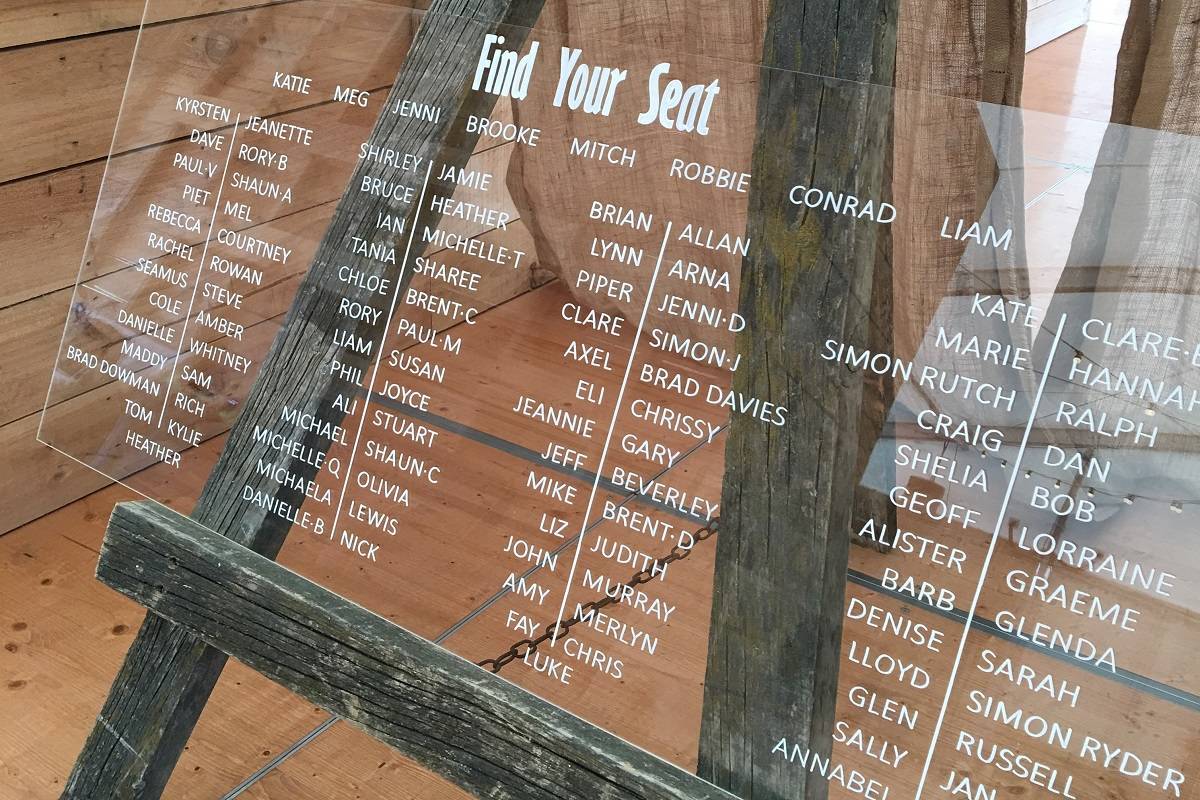 Find Your Seat
KATIE MEG JENNI BROOKE MITCH ROBBIE CONRAD LIAM
KYRSTEN JEANETTE
DAVE RORY·B
PAUL·V SHAUN·A
PIET MEL
REBECCA COURTNEY
RACHEL ROWAN
SEAMUS STEVE
COLE AMBER
DANIELLE WHITNEY
MADDY SAM
BRAD DOWMAN RICH
TOM KYLIE
HEATHER
SHIRLEY JAMIE
BRUCE HEATHER
IAN MICHELLE·T
TANIA SHAREE
CHLOE BRENT·C
RORY PAUL·M
LIAM SUSAN
PHIL JOYCE
ALI STUART
MICHAEL SHAUN·C
MICHELLE·Q OLIVIA
MICHAELA LEWIS
DANIELLE·B NICK
BRIAN ALLAN
LYNN ARNA
PIPER JENNI·D
CLARE SIMON·J
AXEL BRAD DAVIES
ELI CHRISSY
JEANNIE GARY
JEFF BEVERLEY
MIKE BRENT·D
LIZ JUDITH
JOHN MURRAY
AMY MERLYN
FAY CHRIS
LUKE
KATE CLARE·
MARIE HANNAH
SIMON RUTCH RALPH
CRAIG DAN
SHELIA BOB
GEOFF LORRAINE
ALISTER GRAEME
BARB GLENDA
DENISE SARAH
LLOYD SIMON RYDER
GLEN RUSSELL
SALLY JAN
ANNABEL